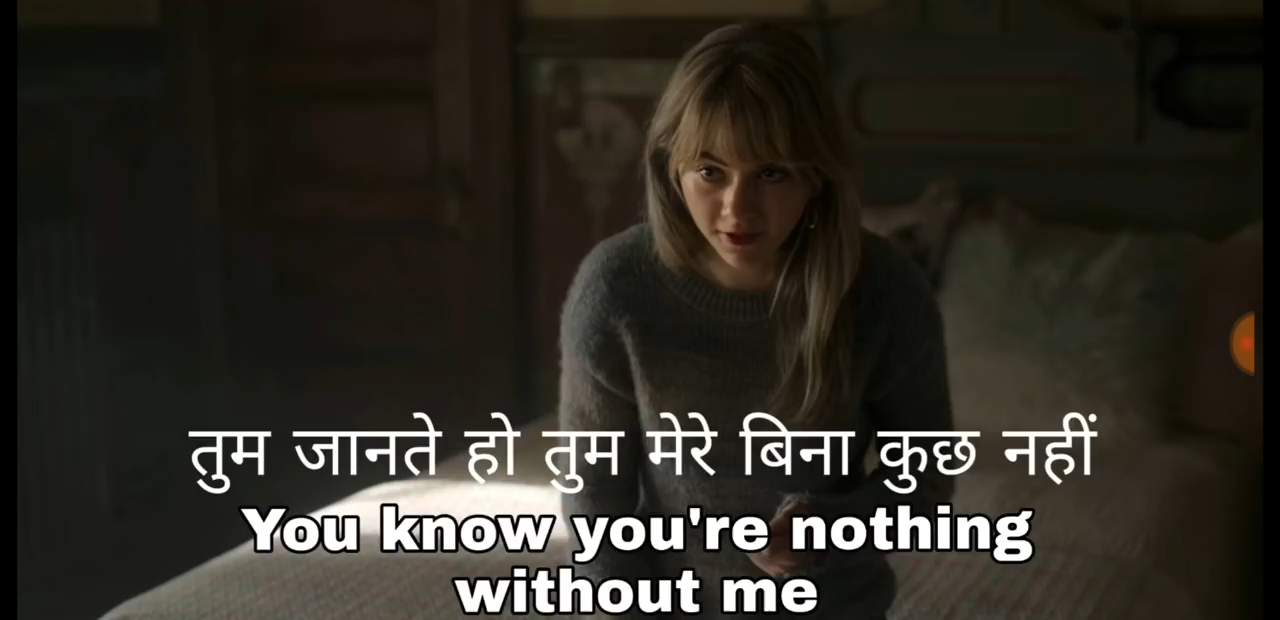 तुम जानते हो तुम मेरे बिना कुछ नहीं
You know you're nothing
without me